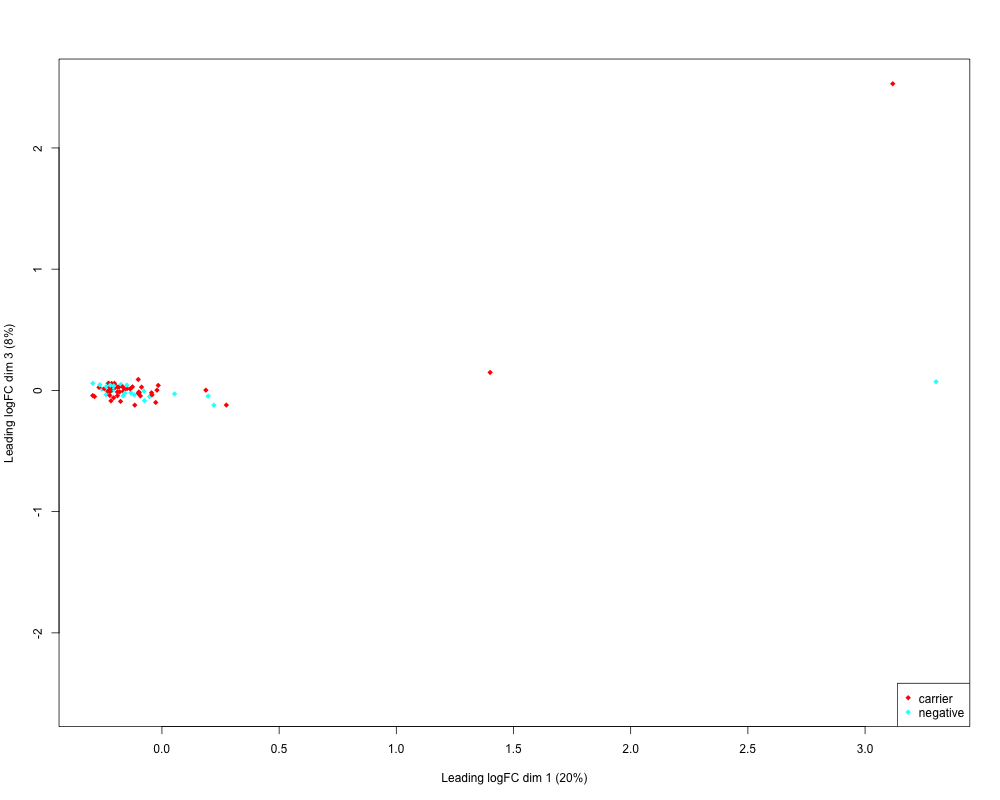 2
1
0
-1
-2
Leading logFC dim 3 (8%)
0.0 0.5 1.0 1.5 2.0 2.5 3.0
Leading logFC dim 1 (20%)
carrier
negative